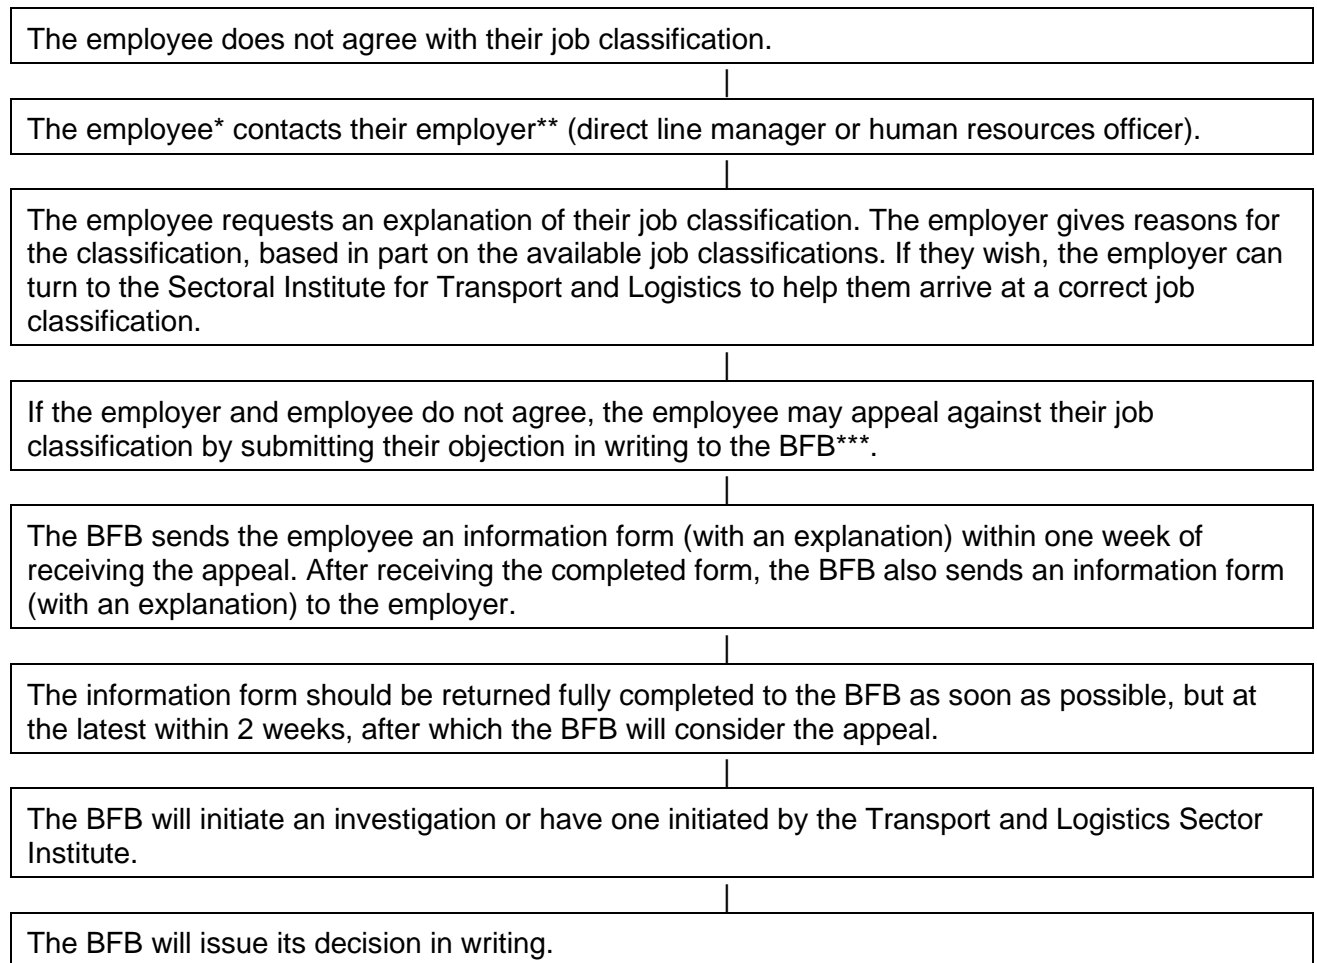 The employee does not agree with their job classification.
The employee* contacts their employer** (direct line manager or human resources officer).
The employee requests an explanation of their job classification. The employer gives reasons for
the classification, based in part on the available job classifications. If they wish, the employer can
turn to the Sectoral Institute for Transport and Logistics to help them arrive at a correct job
classification.
If the employer and employee do not agree, the employee may appeal against their job
classification by submitting their objection in writing to the BFB***.
The BFB sends the employee an information form (with an explanation) within one week of
receiving the appeal. After receiving the completed form, the BFB also sends an information form
(with an explanation) to the employer.
The information form should be returned fully completed to the BFB as soon as possible, but at
the latest within 2 weeks, after which the BFB will consider the appeal.
The BFB will initiate an investigation or have one initiated by the Transport and Logistics Sector
Institute.
The BFB will issue its decision in writing.